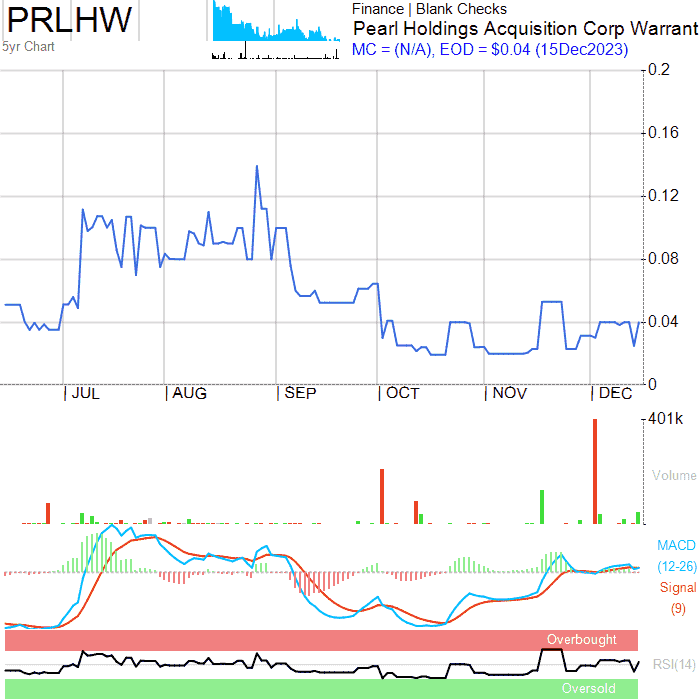 PRLHW
5yr Chart
Finance | Blank Checks
Pearl Holdings Acquisition Corp Warrant
MC = (N/A), EOD = $0.04 (15Dec2023)
0.2
0.16
0.12
0.08
0.04
0
JUL AUG SEP OCT NOV DEC
401k
Volume
MACD
(12-26)
Signal
(9)
Overbought
RSI(14)
Oversold